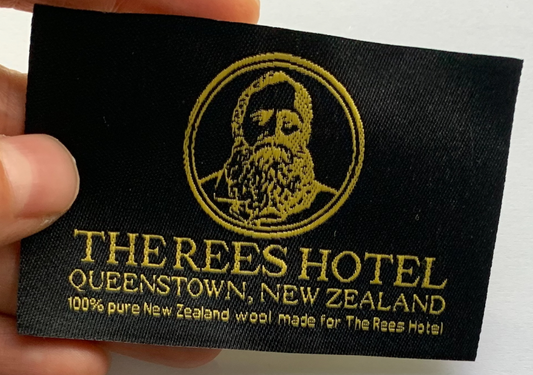 THE REES HOTEL
QUEENSTOWN, NEW ZEALAND
100% pure New Zealand wool made for The Rees Hotel